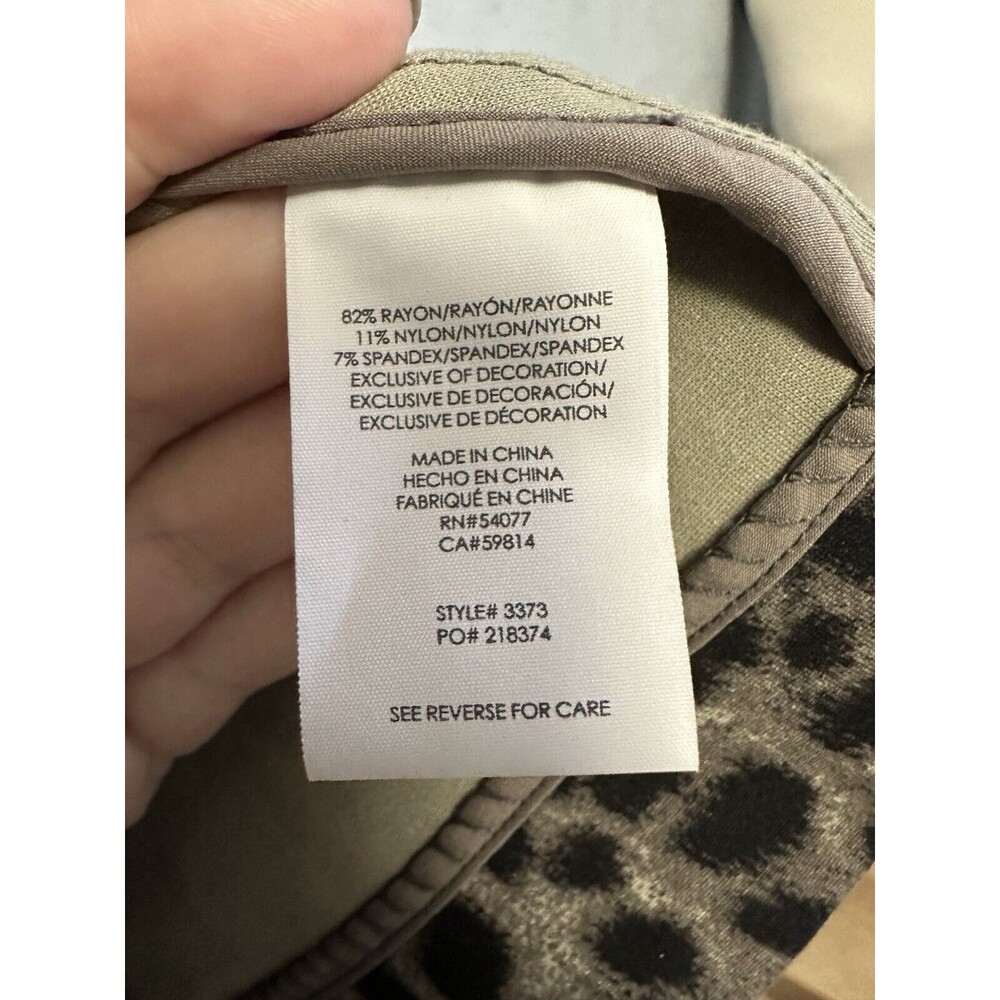 82% RAYON/RAYÓN/RAYONNE
11% NYLON/NYLON/NYLON
7% SPANDEX/SPANDEX/SPANDEX
EXCLUSIVE OF DECORATION/
EXCLUSIVE DE DECORACIÓN/
EXCLUSIVE DE DÉCORATION
MADE IN CHINA
HECHO EN CHINA
FABRIQUÉ EN CHINE
RN#54077
CA#59814
STYLE# 3373
PO# 218374
SEE REVERSE FOR CARE